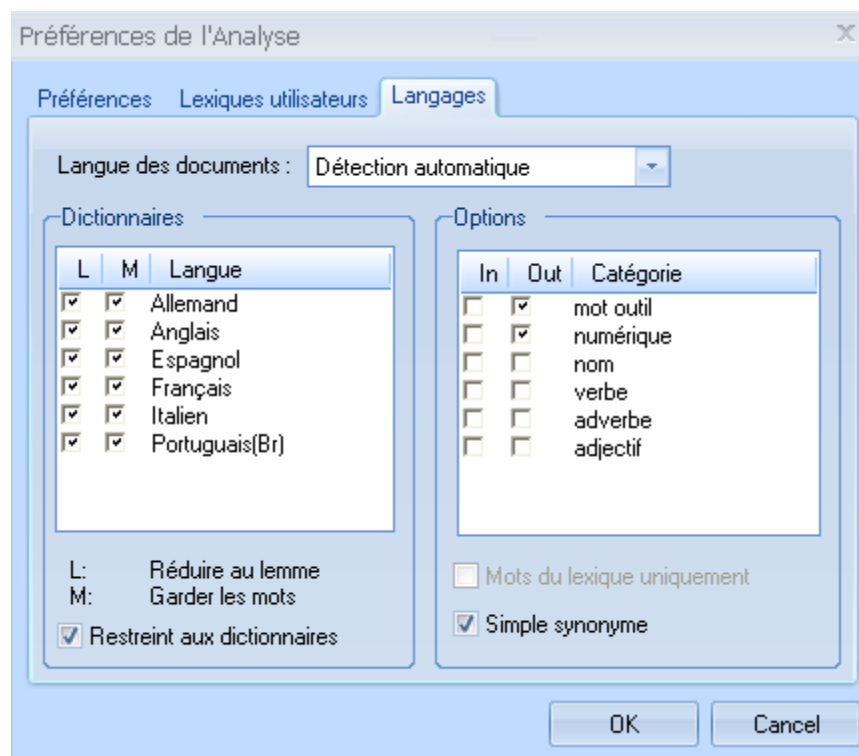 Préférences de l'Analyse
Préférences Lexiques utilisateurs Langages
Langue des documents : Détection automatique
Dictionnaires
L M Langue
Allemand
Anglais
Espagnol
Français
Italien
Portuguais(Br)
L: Réduire au lemme
M: Garder les mots
Restreint aux dictionnaires
Options
In Out Catégorie
mot outil
numérique
nom
verbe
adverbe
adjectif
Mots du lexique uniquement
Simple synonyme
OK Cancel